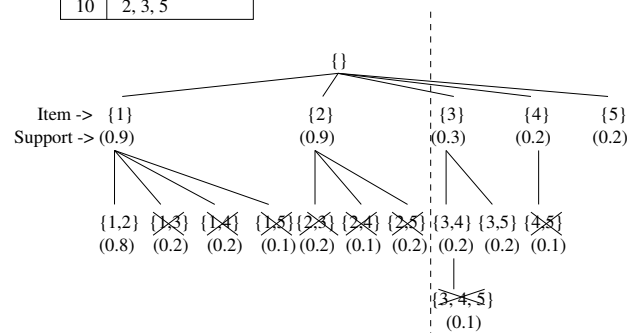 10 2, 3, 5
{}
Item -> {1} {2} {3} {4} {5}
Support -> (0.9) (0.9) (0.3) (0.2) (0.2)
{1,2} {1,3} {1,4} {1,5} {2,3} {2,4} {2,5} {3,4} {3,5} {4,5}
(0.8) (0.2) (0.2) (0.1) (0.2) (0.1) (0.2) (0.2) (0.2) (0.1)
{3, 4, 5}
(0.1)